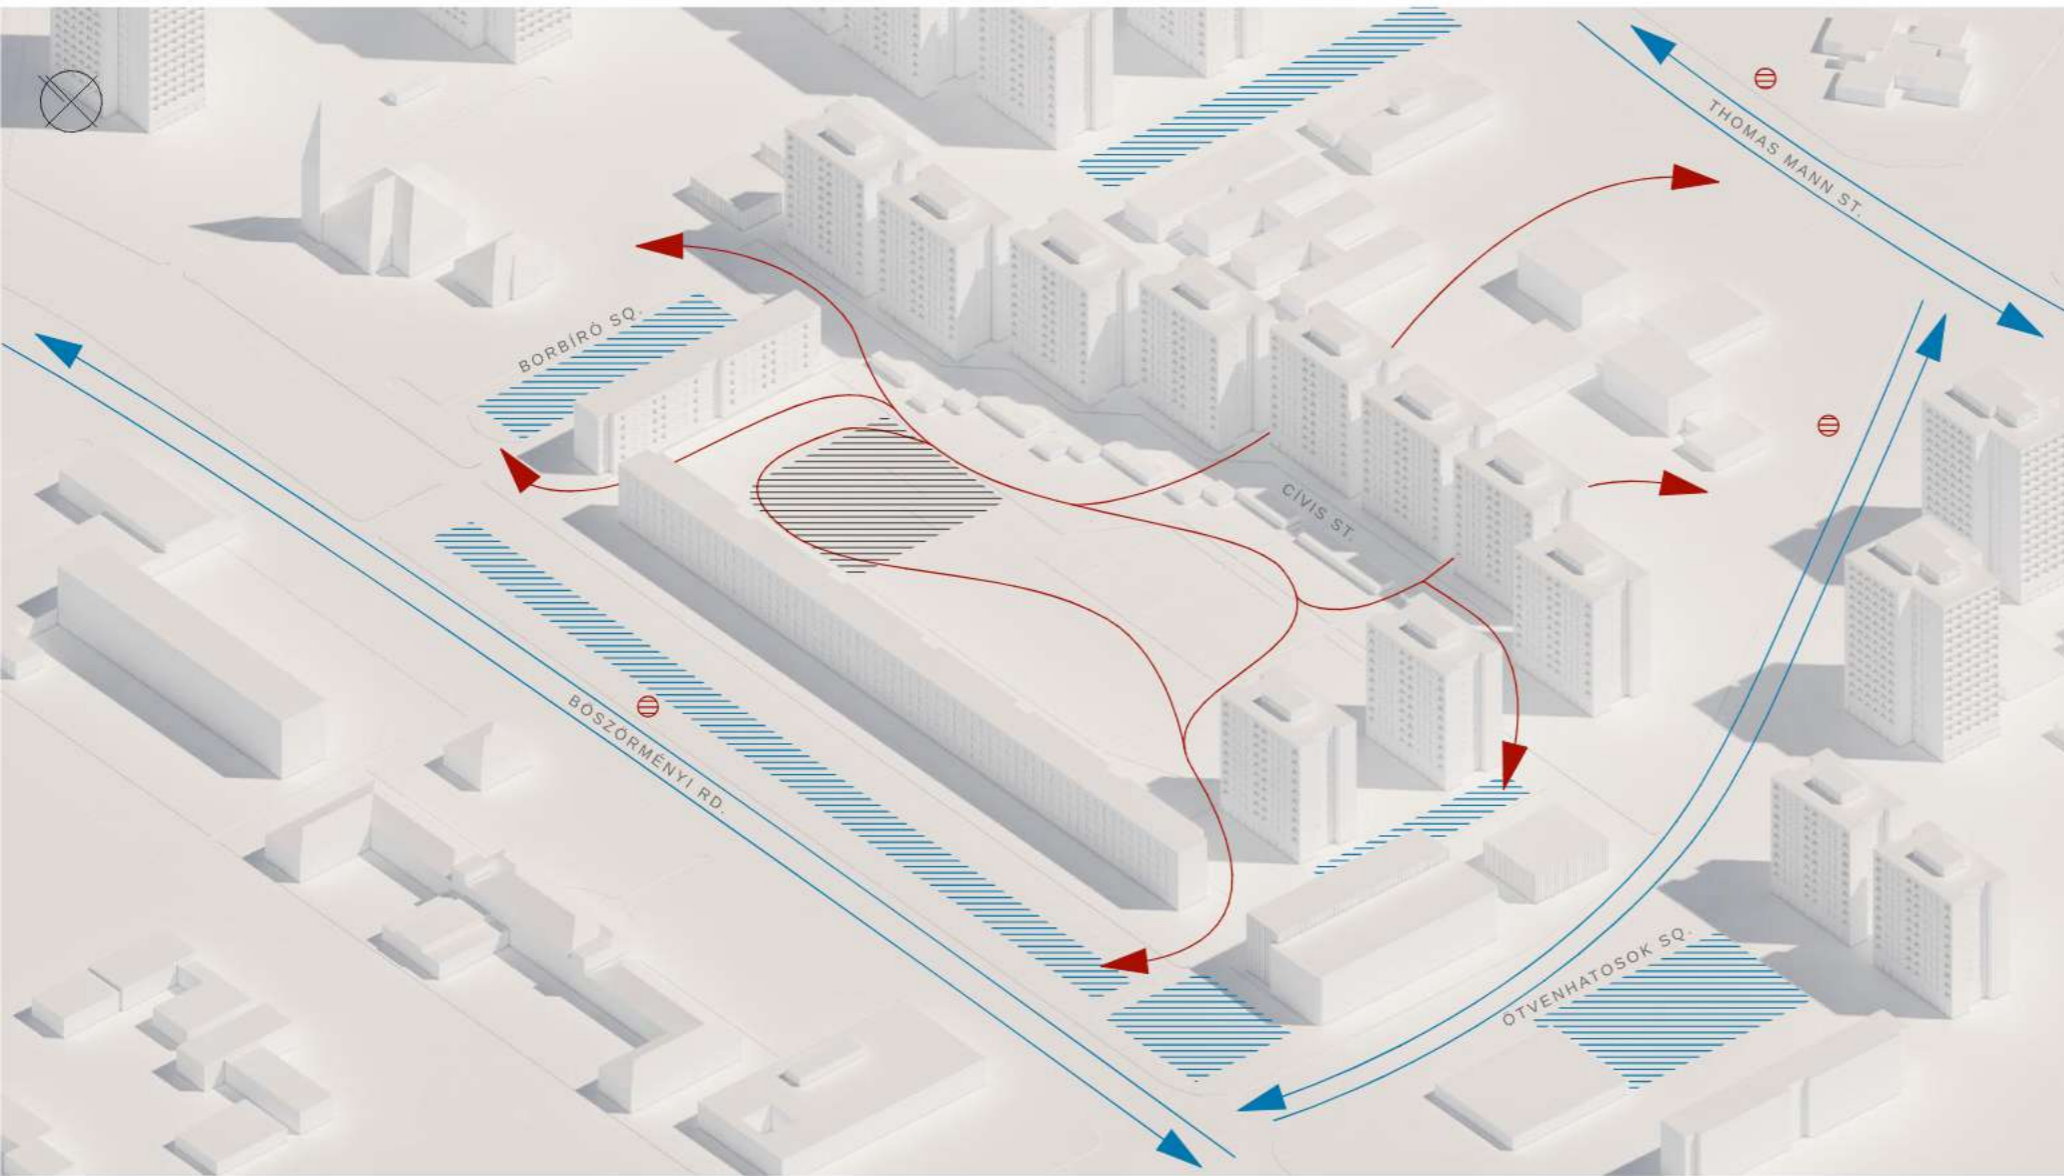 THOMAS MANN ST.
BORBÍRÓ SQ.
CÍVIS ST.
BÖSZÖRMÉNYI RD.
ÖTVENHATOSOK SQ.